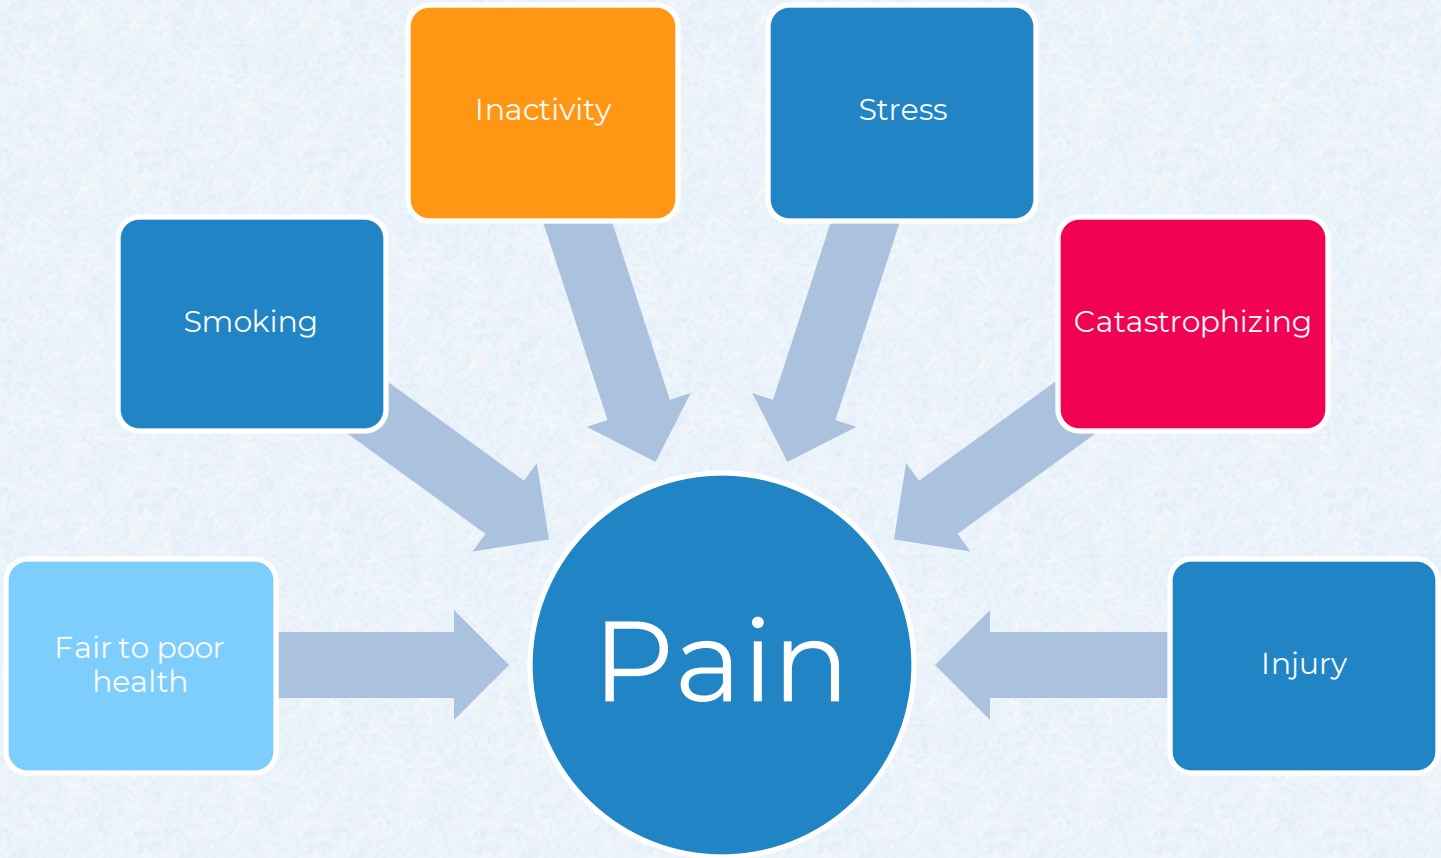 Inactivity
Stress
Smoking
Catastrophizing
Fair to poor
health
Pain
Injury